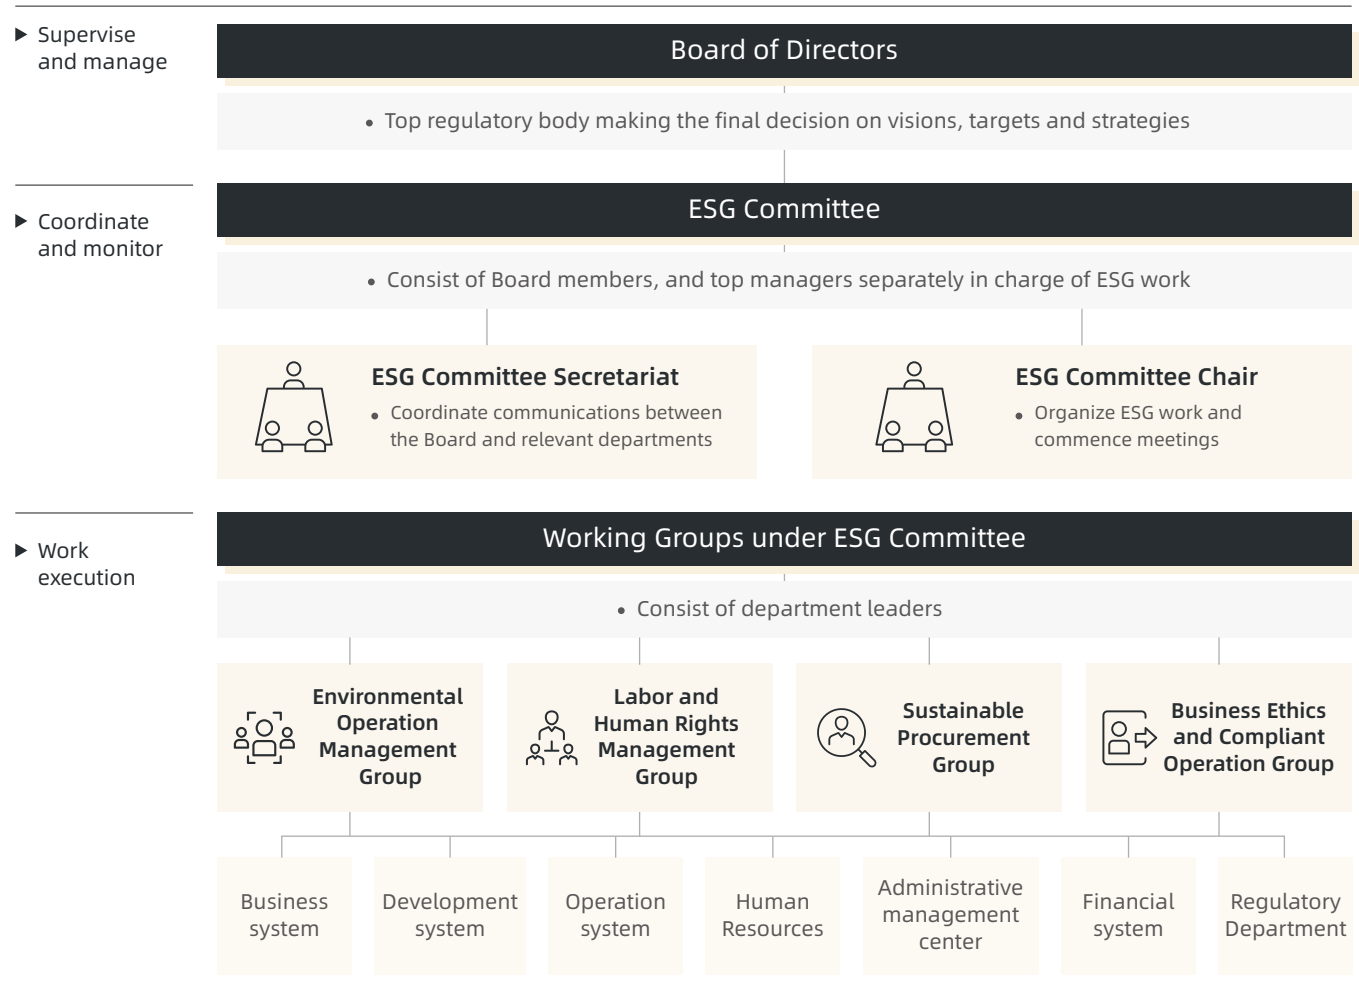 Supervise
and manage
Board of Directors
• Top regulatory body making the final decision on visions, targets and strategies
Coordinate
and monitor
ESG Committee
• Consist of Board members, and top managers separately in charge of ESG work
ESG Committee Secretariat
• Coordinate communications between
the Board and relevant departments
ESG Committee Chair
• Organize ESG work and
commence meetings
Work
execution
Working Groups under ESG Committee
• Consist of department leaders
Environmental
Operation
Management
Group
Labor and
Human Rights
Management
Group
Sustainable
Procurement
Group
Business Ethics
and Compliant
Operation Group
Business
system
Development
system
Operation
system
Human
Resources
Administrative
management
center
Financial
system
Regulatory
Department